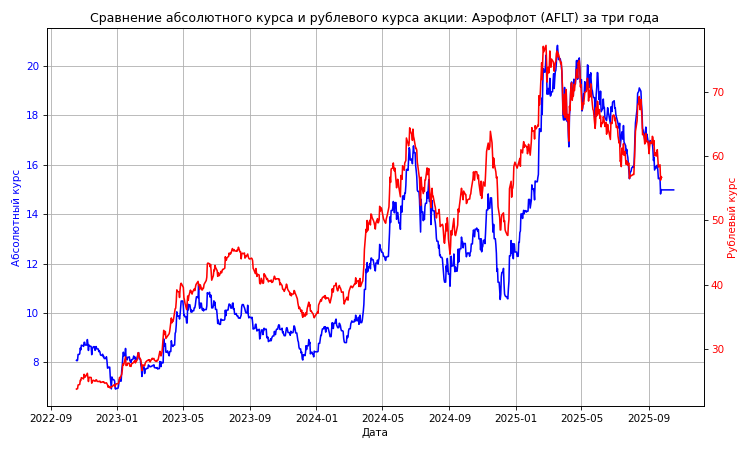 Сравнение абсолютного курса и рублевого курса акции: Аэрофлот (AFLT) за три года
Абсолютный курс
20
18
16
14
12
10
8
70
60
50
40
30
Рублевый курс
2022-09 2023-01 2023-05 2023-09 2024-01 2024-05 2024-09 2025-01 2025-05 2025-09
Дата